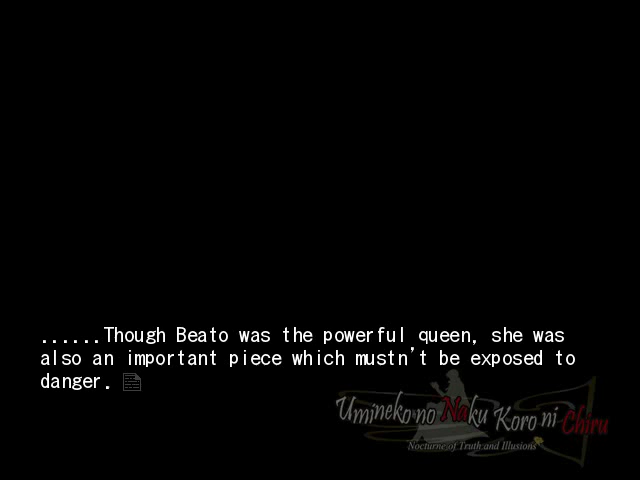 ......Though Beato was the powerful queen, she was
also an important piece which mustn't be exposed to
danger.
Umineko no Naku Koro ni Chiru
Nocturne of Truth and Illusions